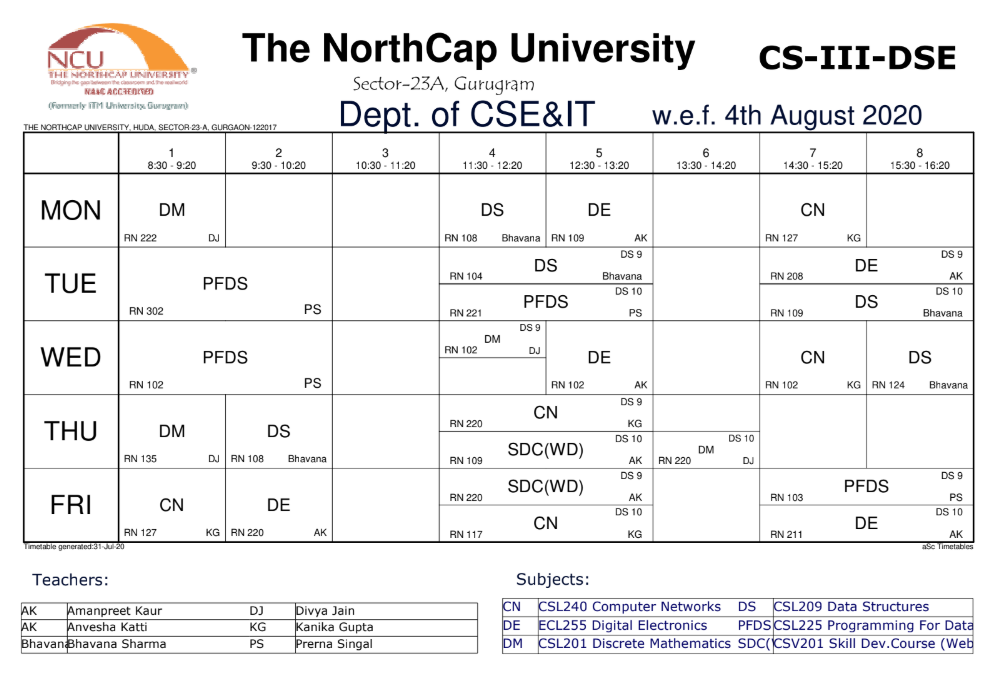 NCU
THE NORTHCAP UNIVERSITY®
Bridging the gap between the classroom and the real world
NAAC ACCREDITED
(Formerly ITM University, Gurugram)
The NorthCap University
CS-III-DSE
Sector-23A, Gurugram
Dept. of CSE&IT
w.e.f. 4th August 2020
THE NORTHCAP UNIVERSITY, HUDA, SECTOR-23-A, GURGAON-122017
1 2 3 4 5 6 7 8
8:30 - 9:20 9:30 - 10:20 10:30 - 11:20 11:30 - 12:20 12:30 - 13:20 13:30 - 14:20 14:30 - 15:20 15:30 - 16:20
MON DM DS DE CN
RN 222 DJ RN 108 Bhavana RN 109 AK RN 127 KG
DS 9 DS 9
DS DE
RN 104 Bhavana RN 208 AK
TUE PFDS
DS 10 DS 10
PFDS DS
RN 302 PS RN 221 PS RN 109 Bhavana
DS 9
DM
RN 102 DJ
WED PFDS DE CN DS
RN 102 PS RN 102 AK RN 102 KG RN 124 Bhavana
DS 9
CN
RN 220 KG
THU DM DS
DS 10 DS 10
SDC(WD) DM
RN 135 DJ RN 108 Bhavana RN 109 AK RN 220 DJ
DS 9 DS 9
SDC(WD) PFDS
RN 220 AK RN 103 PS
FRI CN DE
DS 10 DS 10
CN DE
RN 127 KG RN 220 AK RN 117 KG RN 211 AK
Timetable generated:31-Jul-20 aSc Timetables
Teachers:
AK Amanpreet Kaur DJ Divya Jain
AK Anvesha Katti KG Kanika Gupta
Bhavana Bhavana Sharma PS Prerna Singal
Subjects:
CN CSL240 Computer Networks DS CSL209 Data Structures
DE ECL255 Digital Electronics PFDS CSL225 Programming For Data
DM CSL201 Discrete Mathematics SDC( CSV201 Skill Dev.Course (Web